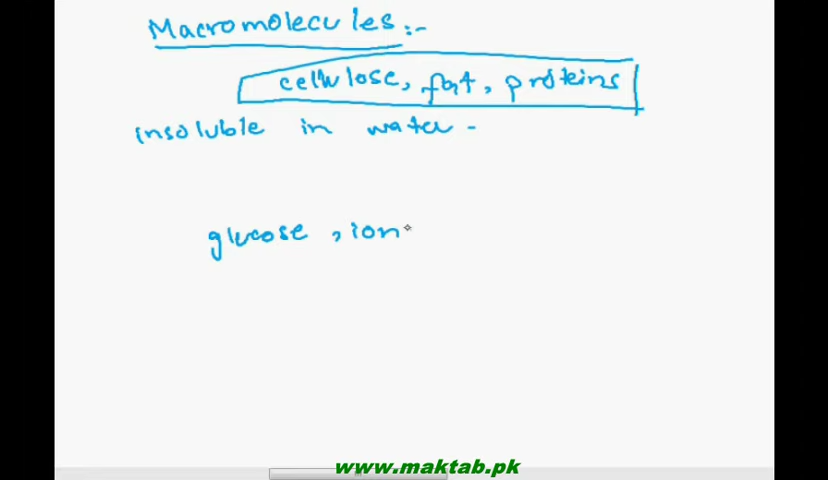 Macromolecules:-
cellulose, fat, proteins
insoluble in water -
glucose, ion
www.maktab.pk